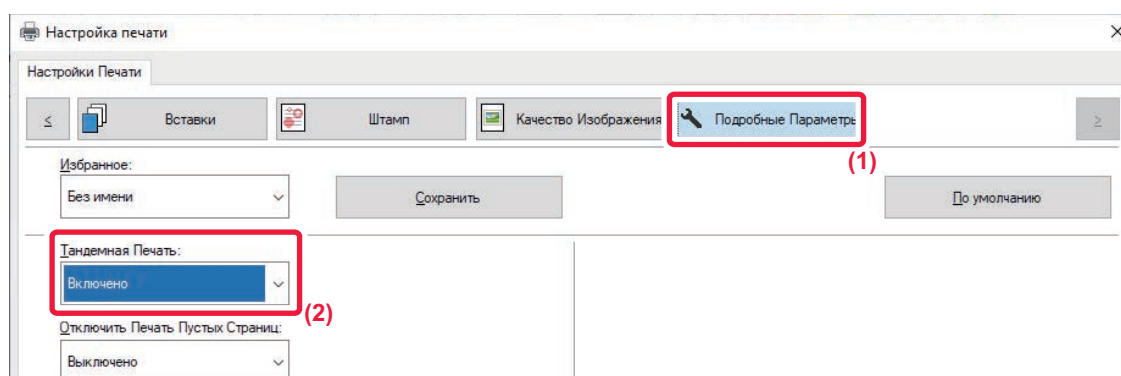 Настройка печати
Настройки Печати
< Вставки Штамп Качество Изображения Подробные Параметры >
(1)
Избранное:
Без имени Сохранить По умолчанию
Тандемная Печать:
Включено
(2)
Отключить Печать Пустых Страниц:
Выключено